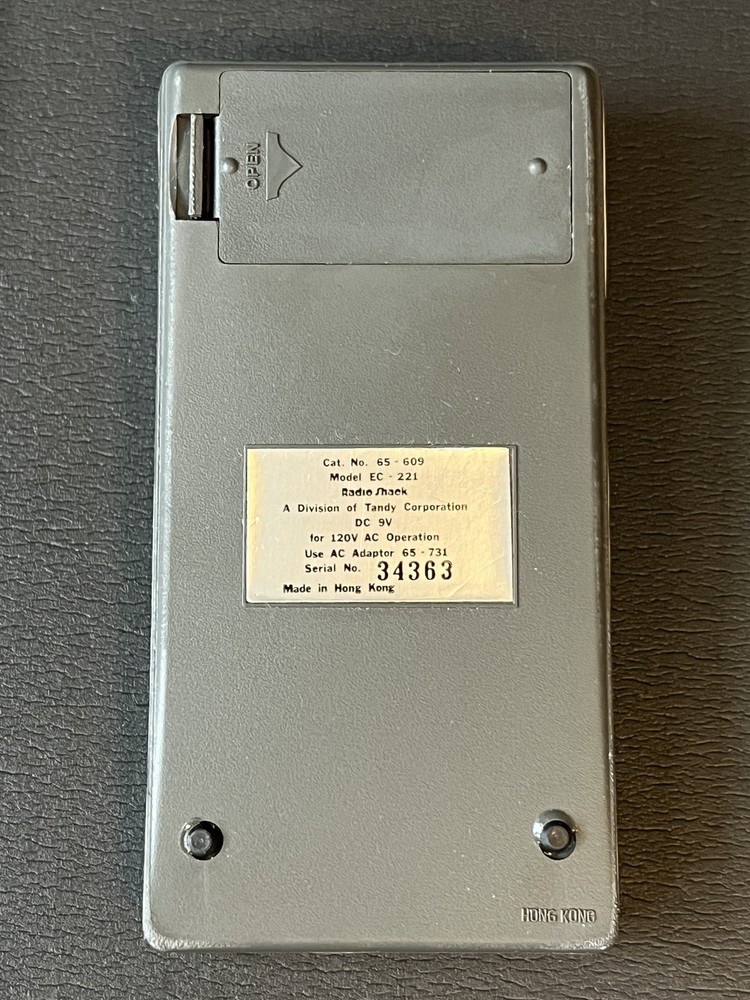 OPEN
Cat. No. 65-609
Model EC-221
Radio Shack
A Division of Tandy Corporation
DC 9V
for 120V AC Operation
Use AC Adaptor 65-731
Serial No. 34363
Made in Hong Kong
HONG KONG